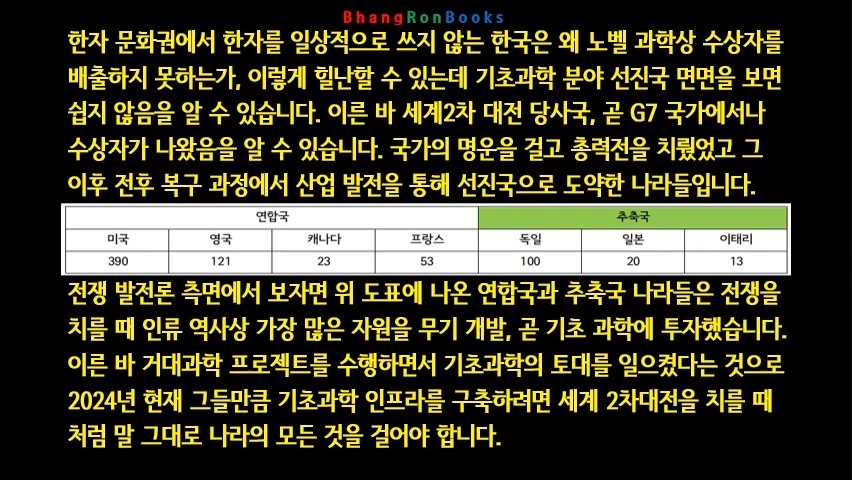 BhangRonBooks
한자 문화권에서 한자를 일상적으로 쓰지 않는 한국은 왜 노벨 과학상 수상자를
배출하지 못하는가, 이렇게 힐난할 수 있는데 기초과학 분야 선진국 면면을 보면
쉽지 않음을 알 수 있습니다. 이른 바 세계2차 대전 당사국, 곧 G7 국가에서나
수상자가 나왔음을 알 수 있습니다. 국가의 명운을 걸고 총력전을 치뤘었고 그
이후 전후 복구 과정에서 산업 발전을 통해 선진국으로 도약한 나라들입니다.
연합국 추축국
미국 영국 캐나다 프랑스 독일 일본 이태리
390 121 23 53 100 20 13
전쟁 발전론 측면에서 보자면 위 도표에 나온 연합국과 추축국 나라들은 전쟁을
치를 때 인류 역사상 가장 많은 자원을 무기 개발, 곧 기초 과학에 투자했습니다.
이른 바 거대과학 프로젝트를 수행하면서 기초과학의 토대를 일으켰다는 것으로
2024년 현재 그들만큼 기초과학 인프라를 구축하려면 세계 2차대전을 치를 때
처럼 말 그대로 나라의 모든 것을 걸어야 합니다.